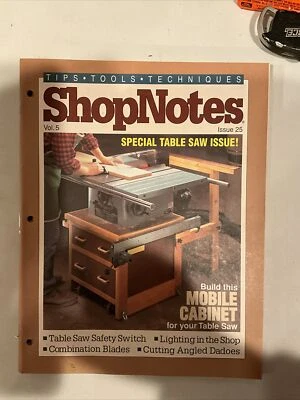 TIPS • TOOLS • TECHNIQUES
ShopNotes
Vol. 5
Issue 25
SPECIAL TABLE SAW ISSUE!
Build this
MOBILE
CABINET
for your Table Saw
■ Table Saw Safety Switch ■ Lighting in the Shop
■ Combination Blades ■ Cutting Angled Dadoes